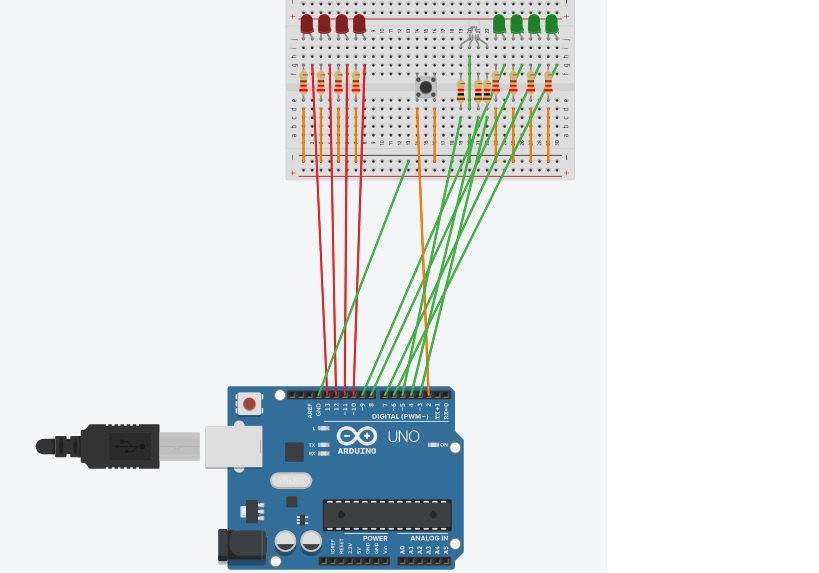 + +
j j
i i
h h
g g
f f
e e
d d
c c
b b
a a
- -
+ +
AREF
GND
13
12
~11
~10
~9
8
7
~6
~5
4
~3
2
TX→1
RX←0
DIGITAL (PWM~)
L
TX
RX
UNO
ON
ARDUINO
POWER
ANALOG IN
IOREF
RESET
3.3V
5V
GND
GND
Vin
A0
A1
A2
A3
A4
A5